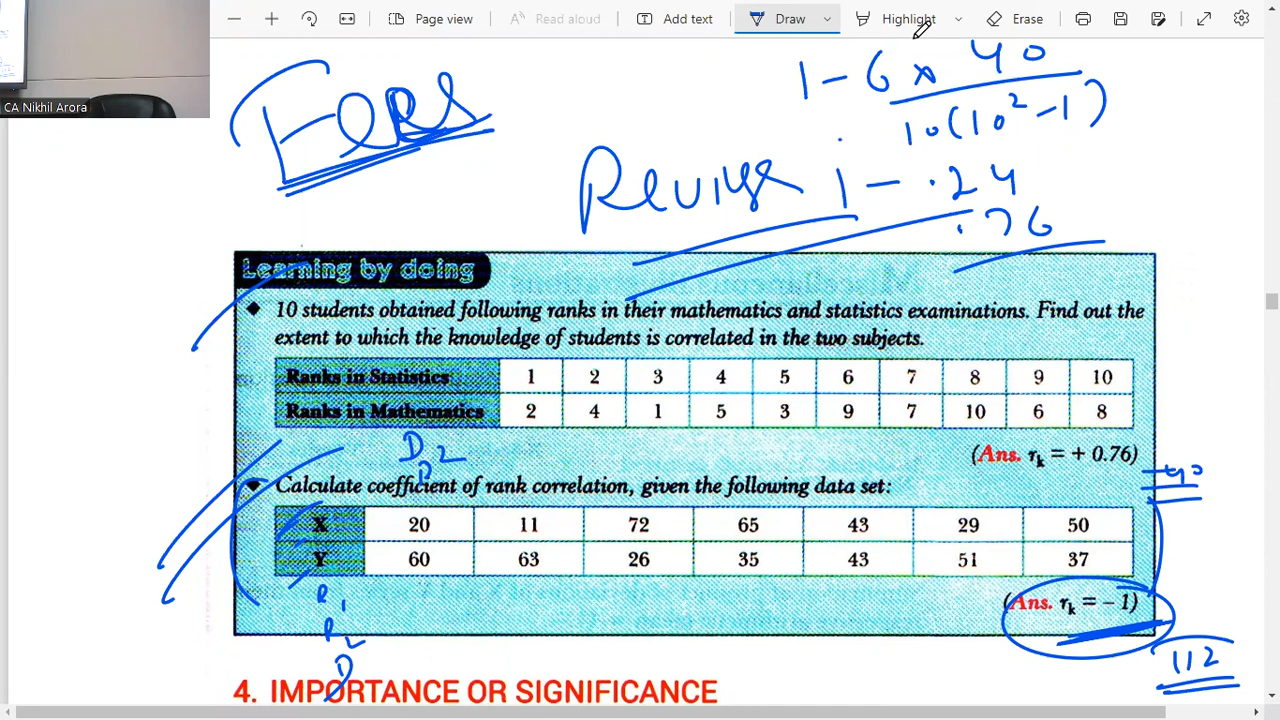 Page view
Read aloud
Add text
Draw
Highlight
Erase
CA Nikhil Arora
Fees
1 - 6 x 40
10(10² - 1)
Revise 1 - .24
.76
Learning by doing
10 students obtained following ranks in their mathematics and statistics examinations. Find out the
extent to which the knowledge of students is correlated in the two subjects.
Ranks in Statistics 1 2 3 4 5 6 7 8 9 10
Ranks in Mathematics 2 4 1 5 3 9 7 10 6 8
D
D²
(Ans. rk = + 0.76)
40
Calculate coefficient of rank correlation, given the following data set:
X 20 11 72 65 43 29 50
Y 60 63 26 35 43 51 37
R1
R2
D
(Ans. rk = – 1)
112
4. IMPORTANCE OR SIGNIFICANCE